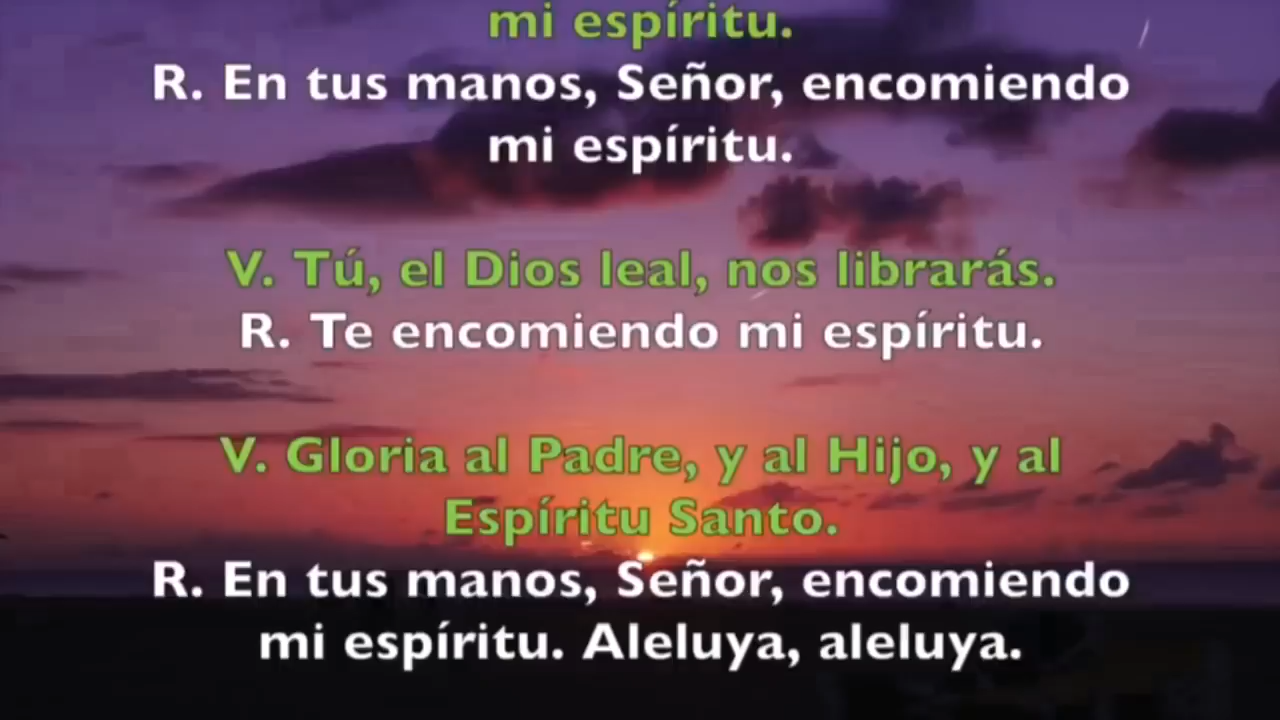 mi espíritu.
R. En tus manos, Señor, encomiendo
mi espíritu.
V. Tú, el Dios leal, nos librarás.
R. Te encomiendo mi espíritu.
V. Gloria al Padre, y al Hijo, y al
Espíritu Santo.
R. En tus manos, Señor, encomiendo
mi espíritu. Aleluya, aleluya.